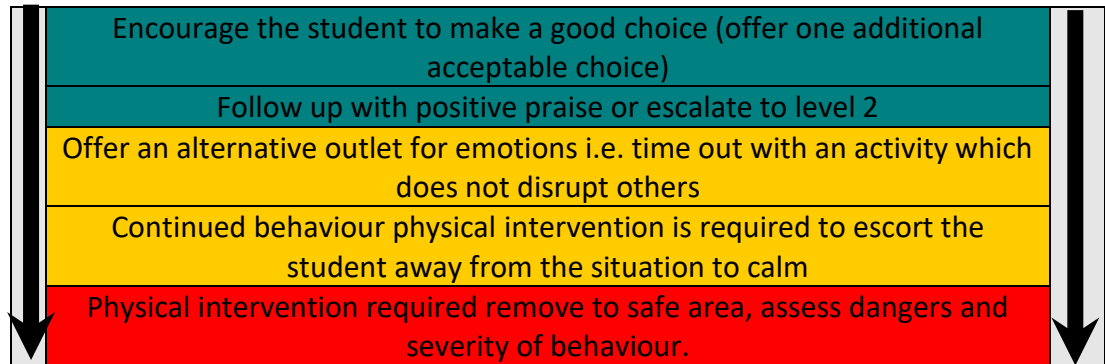 Encourage the student to make a good choice (offer one additional
acceptable choice)
Follow up with positive praise or escalate to level 2
Offer an alternative outlet for emotions i.e. time out with an activity which
does not disrupt others
Continued behaviour physical intervention is required to escort the
student away from the situation to calm
Physical intervention required remove to safe area, assess dangers and
severity of behaviour.